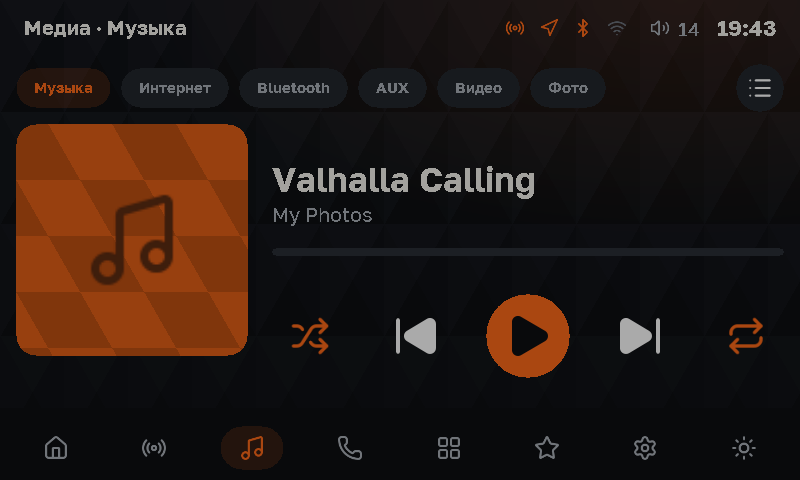 Медиа · Музыка
14
19:43
Музыка
Интернет
Bluetooth
AUX
Видео
Фото
Valhalla Calling
My Photos